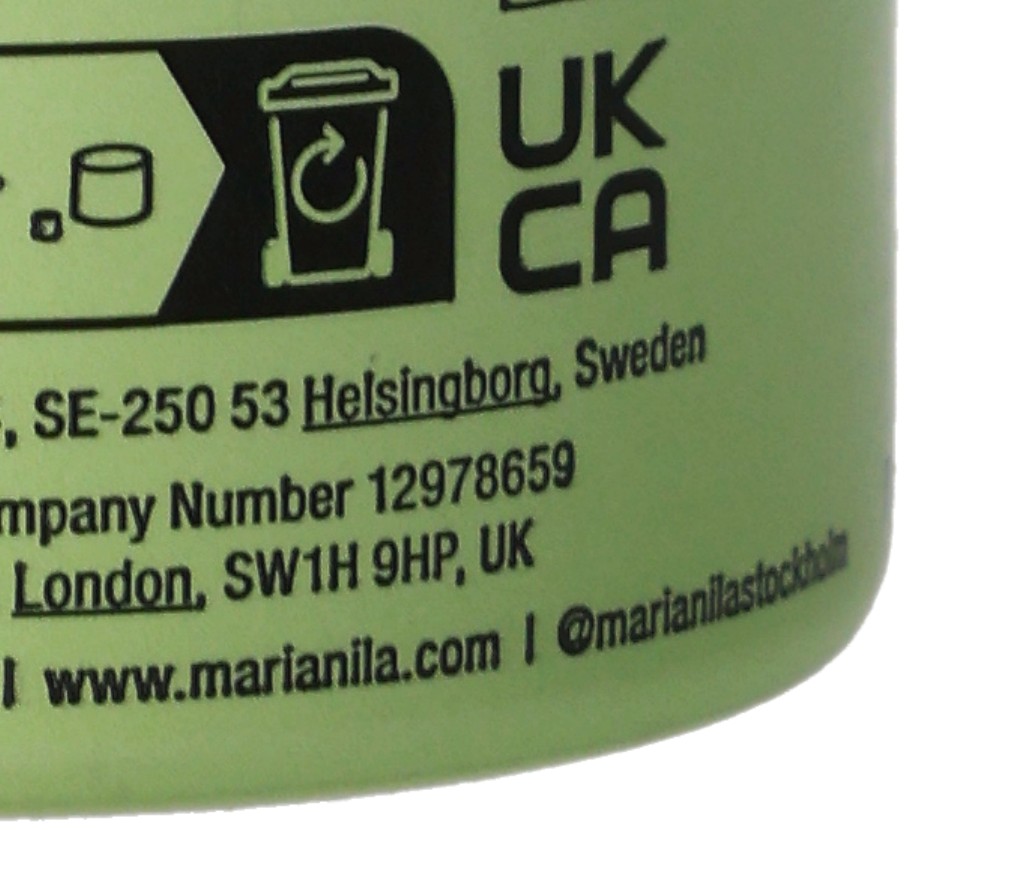 UK
CA
, SE-250 53 Helsingborg, Sweden
mpany Number 12978659
London, SW1H 9HP, UK
| www.marianila.com | @marianilastockholm